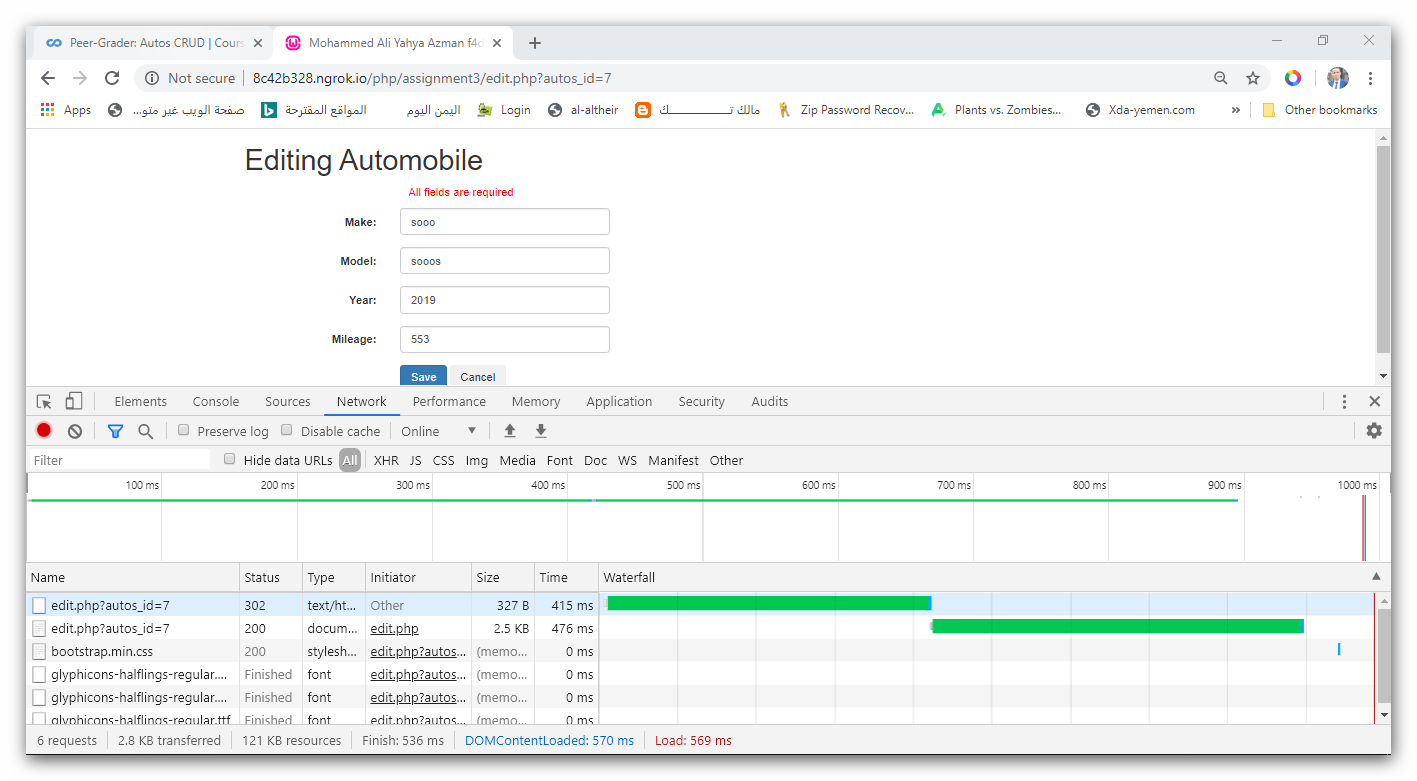 Peer-Grader: Autos CRUD | Cours
Mohammed Ali Yahya Azman f4d
Not secure | 8c42b328.ngrok.io/php/assignment3/edit.php?autos_id=7
Apps صفحة الويب غير متو... المواقع المقترحة اليمن اليوم Login al-altheir مالك تـــــــــــك Zip Password Recov... Plants vs. Zombies... Xda-yemen.com » Other bookmarks
Editing Automobile
All fields are required
Make: sooo
Model: sooos
Year: 2019
Mileage: 553
Save Cancel
Elements Console Sources Network Performance Memory Application Security Audits
Preserve log Disable cache Online
Filter Hide data URLs All XHR JS CSS Img Media Font Doc WS Manifest Other
100 ms 200 ms 300 ms 400 ms 500 ms 600 ms 700 ms 800 ms 900 ms 1000 ms
Name Status Type Initiator Size Time Waterfall
edit.php?autos_id=7 302 text/ht... Other 327 B 415 ms
edit.php?autos_id=7 200 docum... edit.php 2.5 KB 476 ms
bootstrap.min.css 200 stylesh... edit.php?autos... (memo... 0 ms
glyphicons-halflings-regular.... Finished font edit.php?autos... (memo... 0 ms
glyphicons-halflings-regular.... Finished font edit.php?autos... (memo... 0 ms
glyphicons-halflings-regular.ttf Finished font edit.php?autos... (memo... 0 ms
6 requests 2.8 KB transferred 121 KB resources Finish: 536 ms DOMContentLoaded: 570 ms Load: 569 ms